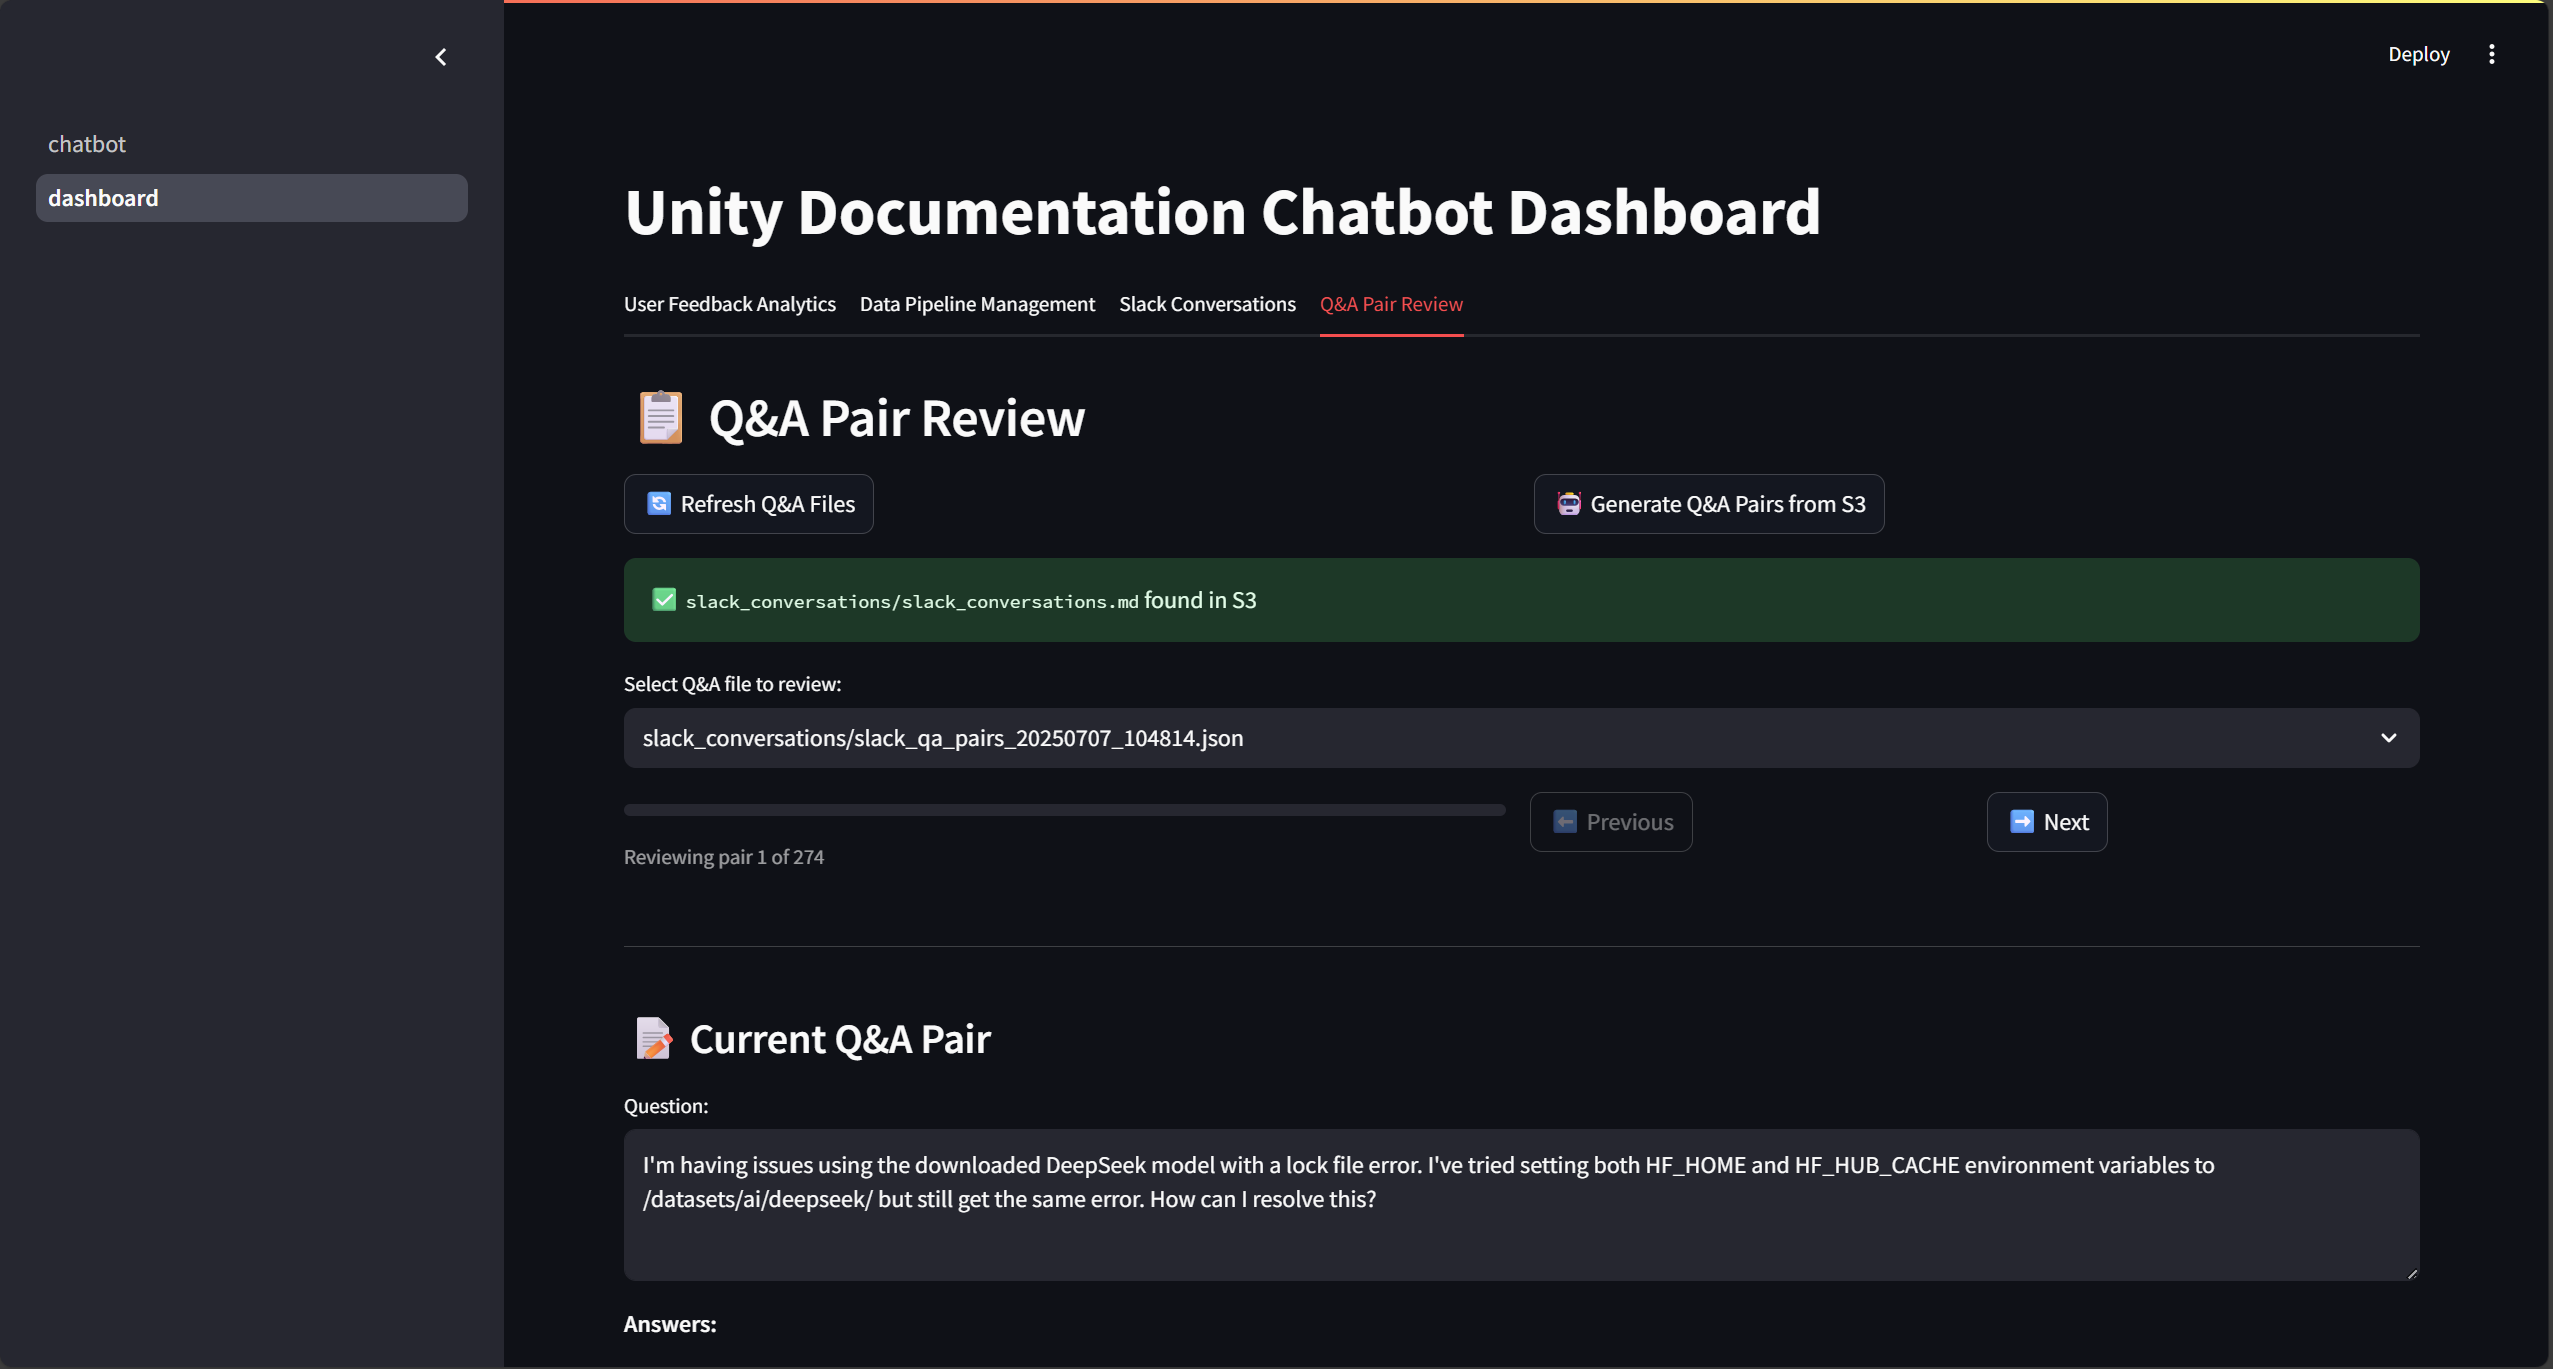 Deploy
chatbot
dashboard
Unity Documentation Chatbot Dashboard
User Feedback Analytics Data Pipeline Management Slack Conversations Q&A Pair Review
Q&A Pair Review
Refresh Q&A Files
Generate Q&A Pairs from S3
slack_conversations/slack_conversations.md found in S3
Select Q&A file to review:
slack_conversations/slack_qa_pairs_20250707_104814.json
Previous
Next
Reviewing pair 1 of 274
Current Q&A Pair
Question:
I'm having issues using the downloaded DeepSeek model with a lock file error. I've tried setting both HF_HOME and HF_HUB_CACHE environment variables to
/datasets/ai/deepseek/ but still get the same error. How can I resolve this?
Answers: